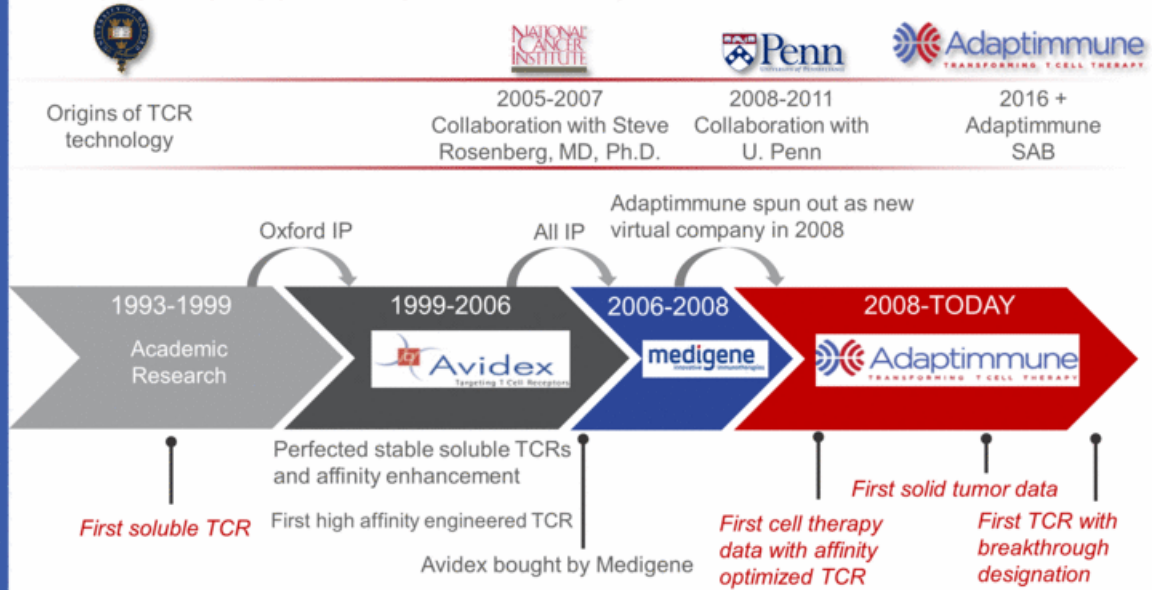 NATIONAL
CANCER
INSTITUTE
Penn
UNIVERSITY of PENNSYLVANIA
Adaptimmune
TRANSFORMING T CELL THERAPY
Origins of TCR
technology
2005-2007
Collaboration with Steve
Rosenberg, MD, Ph.D.
2008-2011
Collaboration with
U. Penn
2016 +
Adaptimmune
SAB
Oxford IP
All IP
Adaptimmune spun out as new
virtual company in 2008
1993-1999
Academic
Research
1999-2006
Avidex
Targeting T Cell Receptors
2006-2008
medigene
innovative immunotherapies
2008-TODAY
Adaptimmune
TRANSFORMING T CELL THERAPY
First soluble TCR
Perfected stable soluble TCRs
and affinity enhancement
First high affinity engineered TCR
Avidex bought by Medigene
First cell therapy
data with affinity
optimized TCR
First solid tumor data
First TCR with
breakthrough
designation